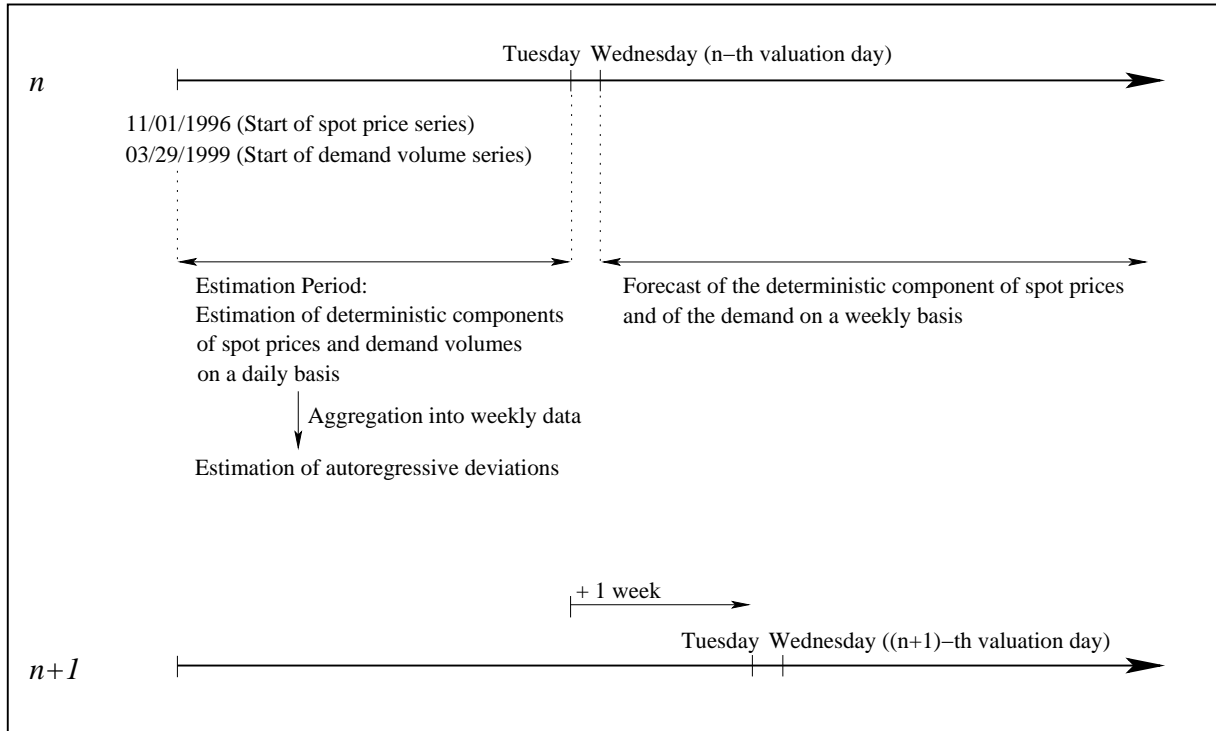 Tuesday Wednesday (n−th valuation day)
n
11/01/1996 (Start of spot price series)
03/29/1999 (Start of demand volume series)
Estimation Period:
Estimation of deterministic components
of spot prices and demand volumes
on a daily basis
Forecast of the deterministic component of spot prices
and of the demand on a weekly basis
Aggregation into weekly data
Estimation of autoregressive deviations
+ 1 week
Tuesday Wednesday ((n+1)−th valuation day)
n+1